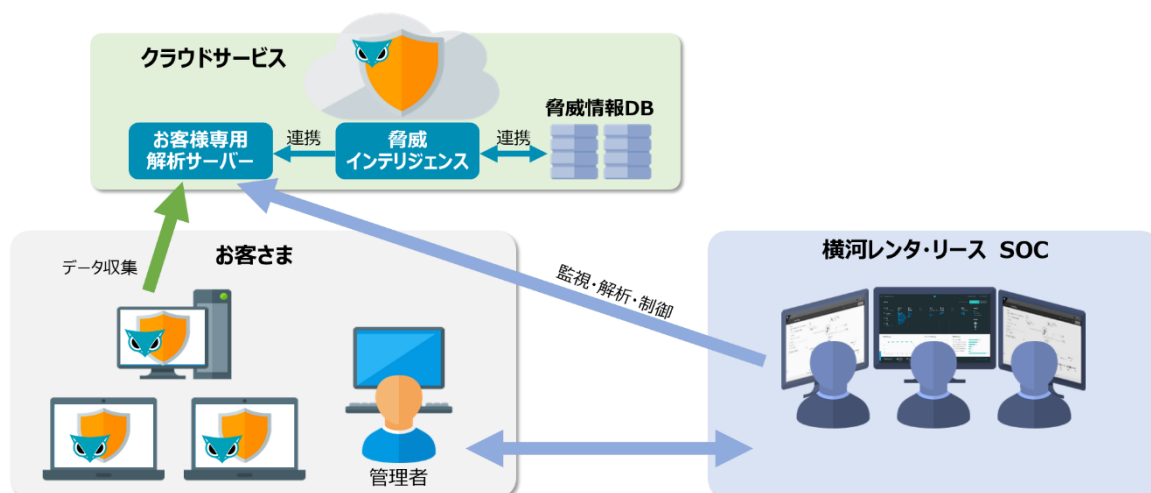 クラウドサービス
脅威情報DB
お客様専用
解析サーバー
連携
脅威
インテリジェンス
連携
お客さま
データ収集
管理者
監視・解析・制御
横河レンタ・リース SOC